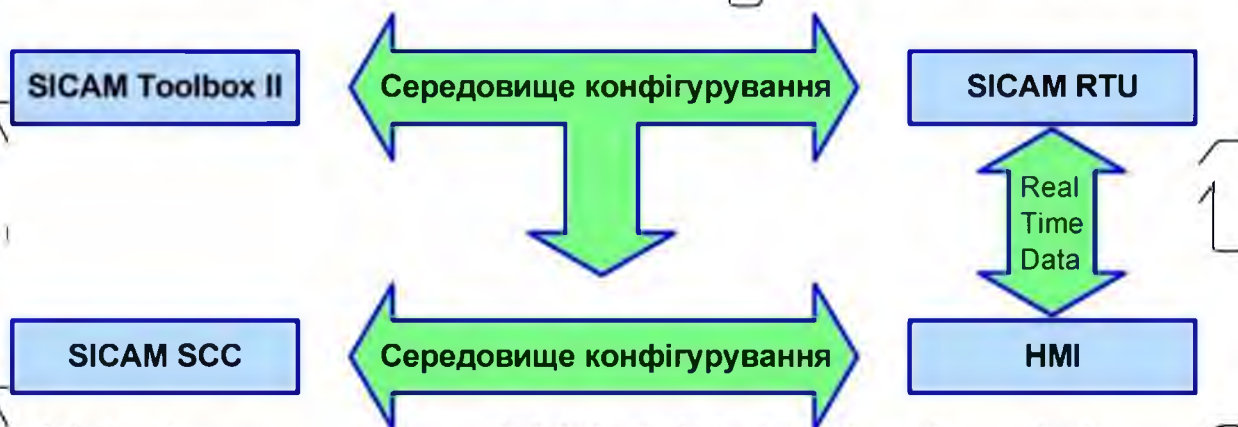 SICAM Toolbox II
Середовище конфігурування
SICAM RTU
Real
Time
Data
SICAM SCC
Середовище конфігурування
HMI